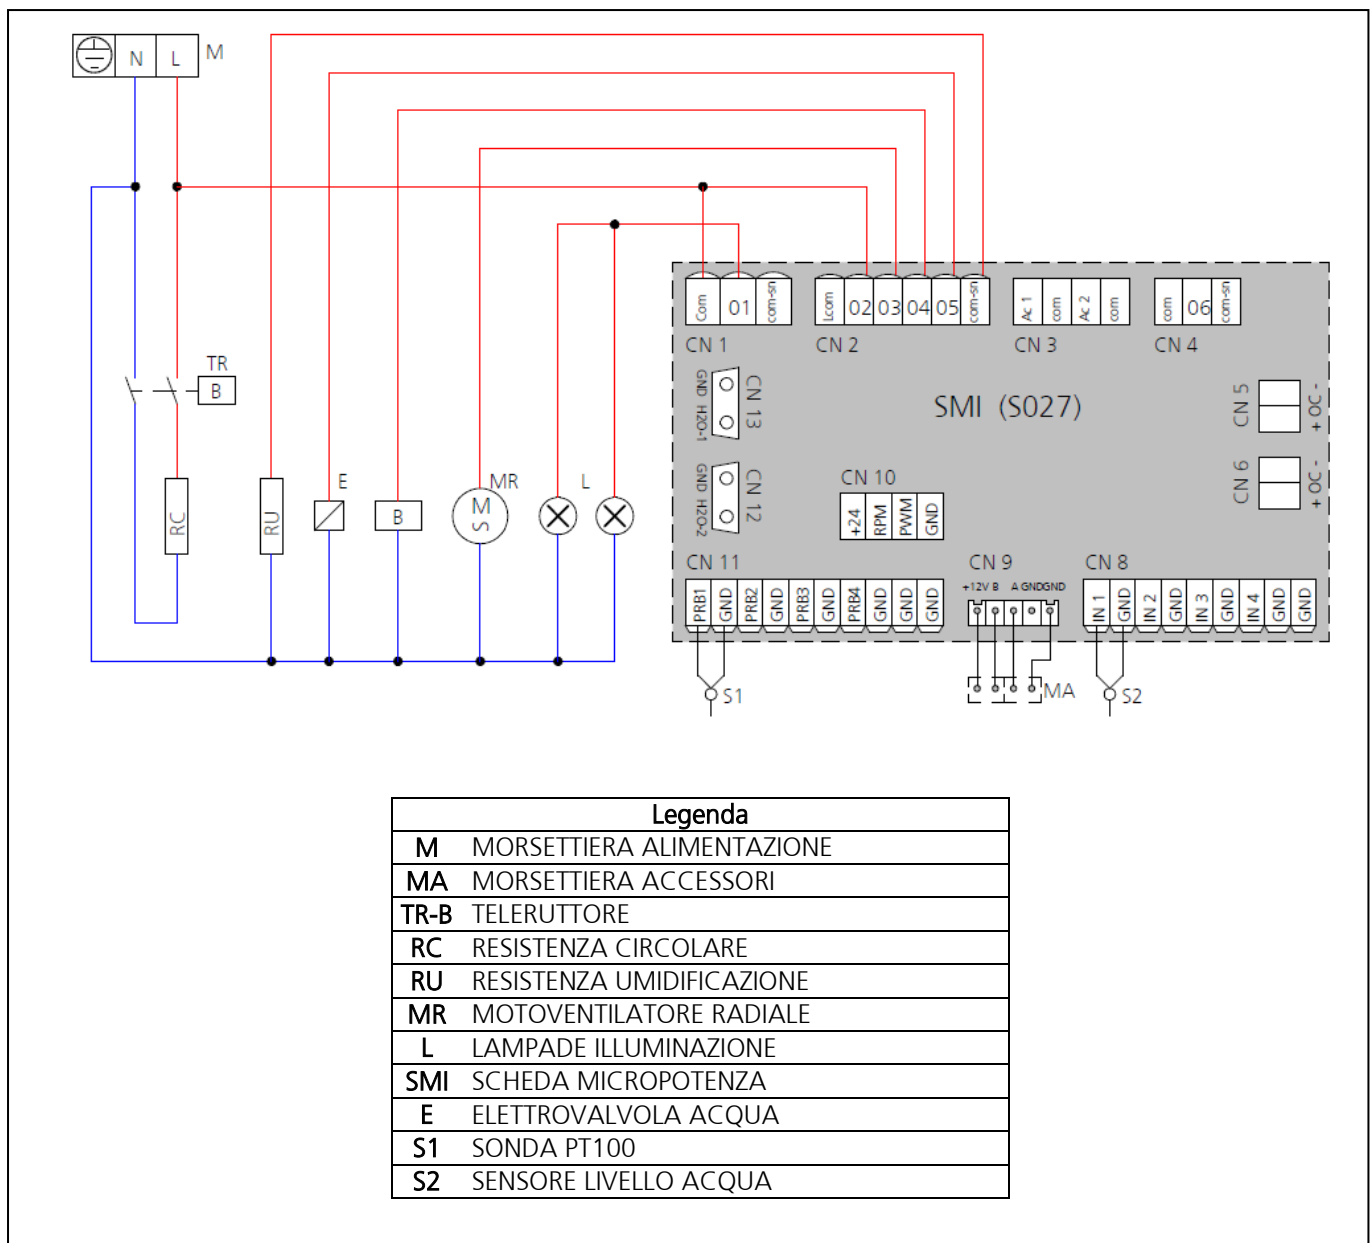 N L M
Com 01 com-sn
Lcom 02 03 04 05 com-sn
Ac 1 com Ac 2 com
com 06 com-sn
CN 1 CN 2 CN 3 CN 4
TR
B
GND H2O-1
CN 13
SMI (S027)
CN 5
+ OC -
GND H2O-2
CN 12
CN 10
+24 RPM PWM GND
CN 6
+ OC -
RC
RU
E
B
MR
M
S
L
CN 11 CN 9 CN 8
+12V B A GND GND
PRB1 GND PRB2 GND PRB3 GND PRB4 GND GND GND
IN 1 GND IN 2 GND IN 3 GND IN 4 GND GND
S1 MA S2
Legenda
M MORSETTIERA ALIMENTAZIONE
MA MORSETTIERA ACCESSORI
TR-B TELERUTTORE
RC RESISTENZA CIRCOLARE
RU RESISTENZA UMIDIFICAZIONE
MR MOTOVENTILATORE RADIALE
L LAMPADE ILLUMINAZIONE
SMI SCHEDA MICROPOTENZA
E ELETTROVALVOLA ACQUA
S1 SONDA PT100
S2 SENSORE LIVELLO ACQUA